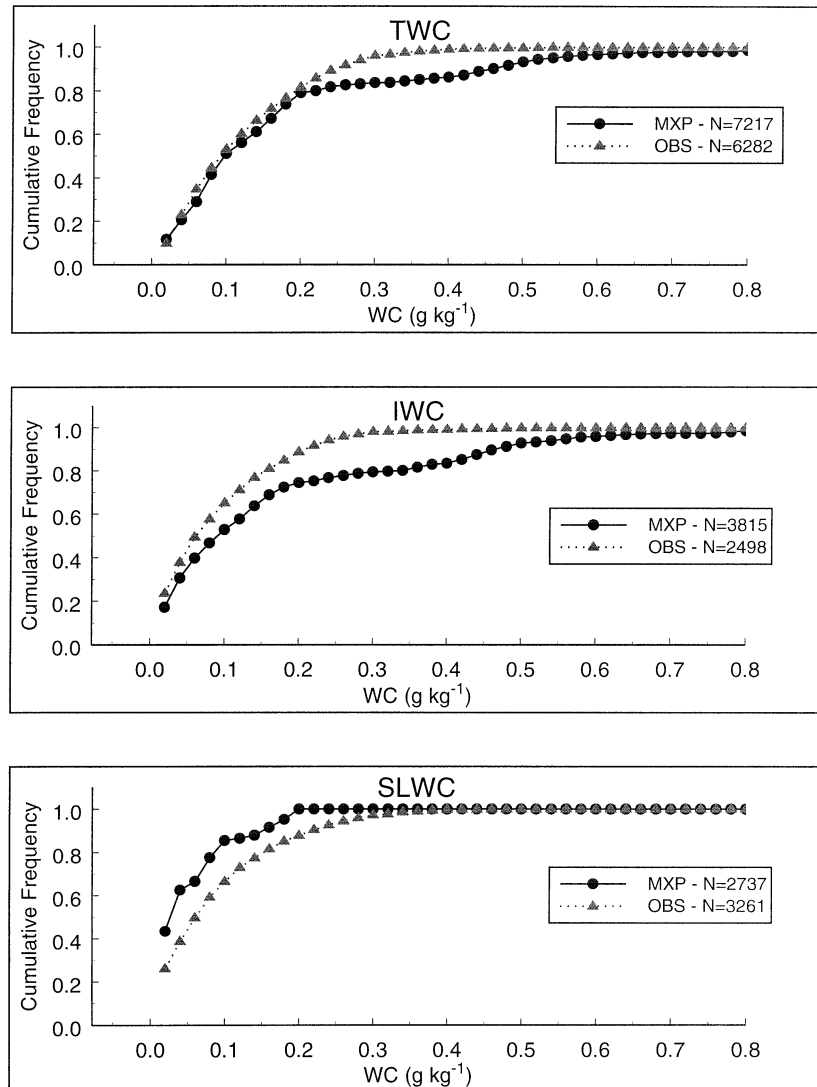 TWC
Cumulative Frequency
1.0
0.8
0.6
0.4
0.2
0.0
MXP - N=7217
OBS - N=6282
0.0 0.1 0.2 0.3 0.4 0.5 0.6 0.7 0.8
WC (g kg⁻¹)
IWC
Cumulative Frequency
1.0
0.8
0.6
0.4
0.2
0.0
MXP - N=3815
OBS - N=2498
0.0 0.1 0.2 0.3 0.4 0.5 0.6 0.7 0.8
WC (g kg⁻¹)
SLWC
Cumulative Frequency
1.0
0.8
0.6
0.4
0.2
0.0
MXP - N=2737
OBS - N=3261
0.0 0.1 0.2 0.3 0.4 0.5 0.6 0.7 0.8
WC (g kg⁻¹)